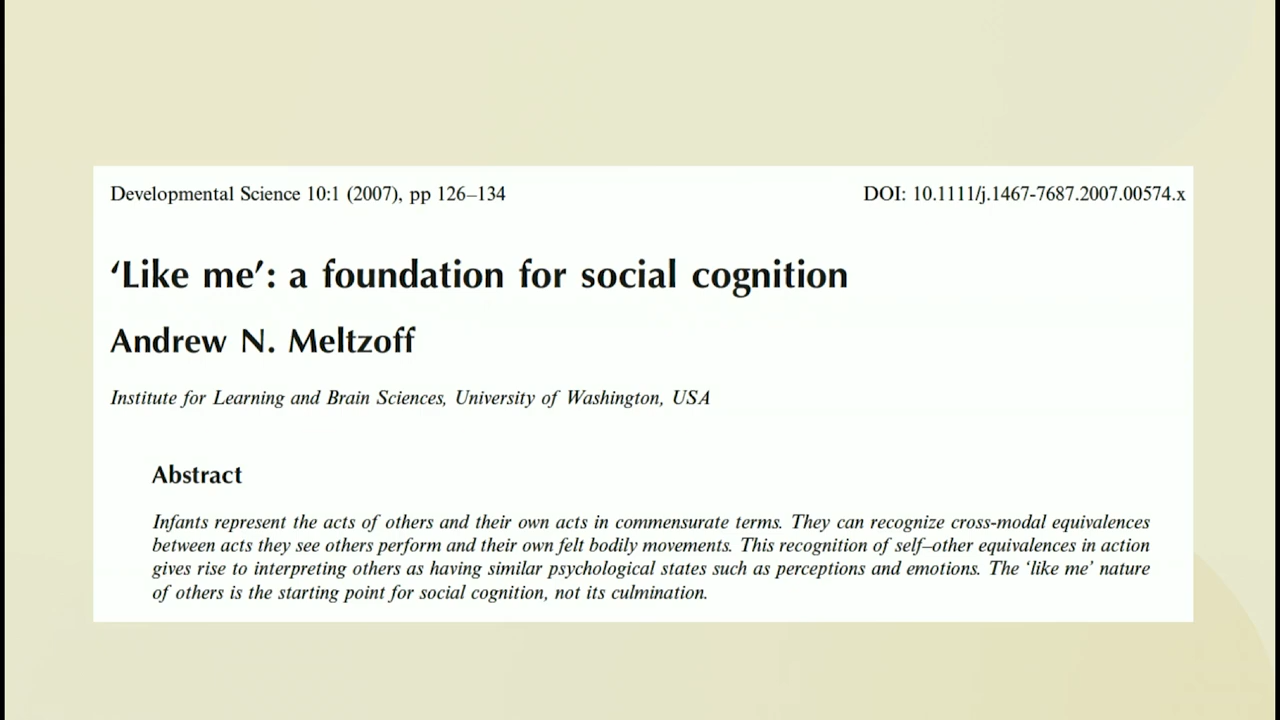 Developmental Science 10:1 (2007), pp 126–134 DOI: 10.1111/j.1467-7687.2007.00574.x
‘Like me’: a foundation for social cognition
Andrew N. Meltzoff
Institute for Learning and Brain Sciences, University of Washington, USA
Abstract
Infants represent the acts of others and their own acts in commensurate terms. They can recognize cross-modal equivalences
between acts they see others perform and their own felt bodily movements. This recognition of self–other equivalences in action
gives rise to interpreting others as having similar psychological states such as perceptions and emotions. The ‘like me’ nature
of others is the starting point for social cognition, not its culmination.